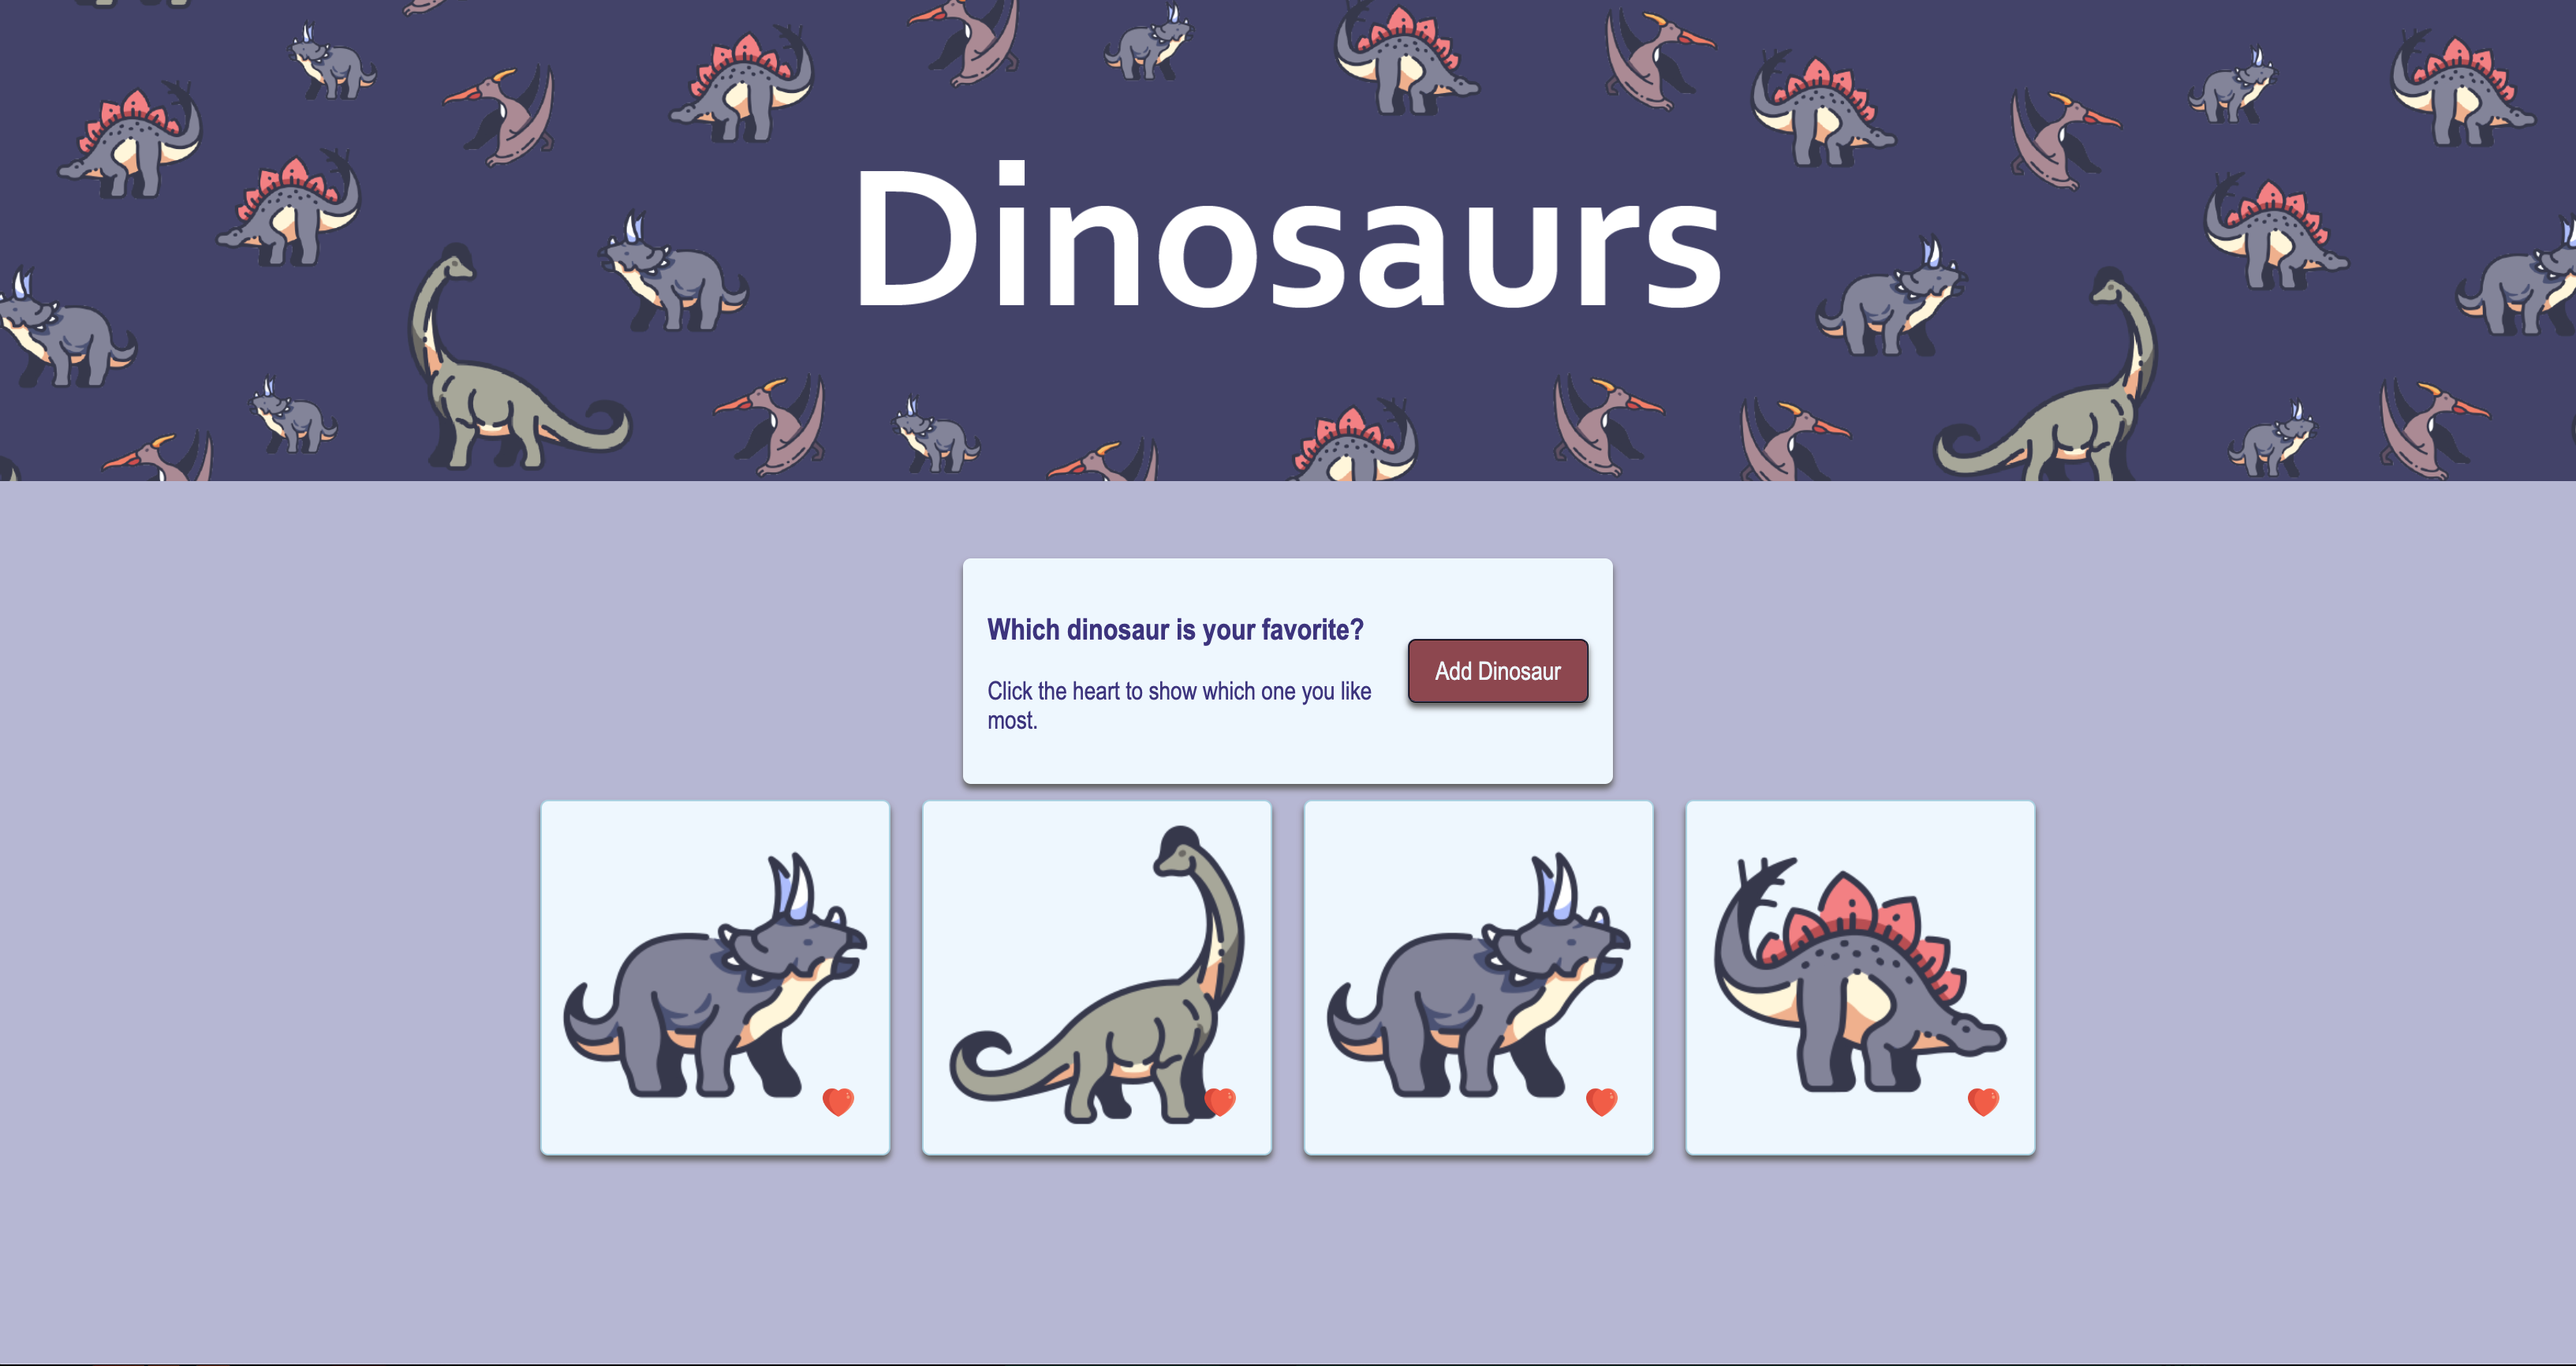 Dinosaurs
Which dinosaur is your favorite?
Click the heart to show which one you like
most.
Add Dinosaur